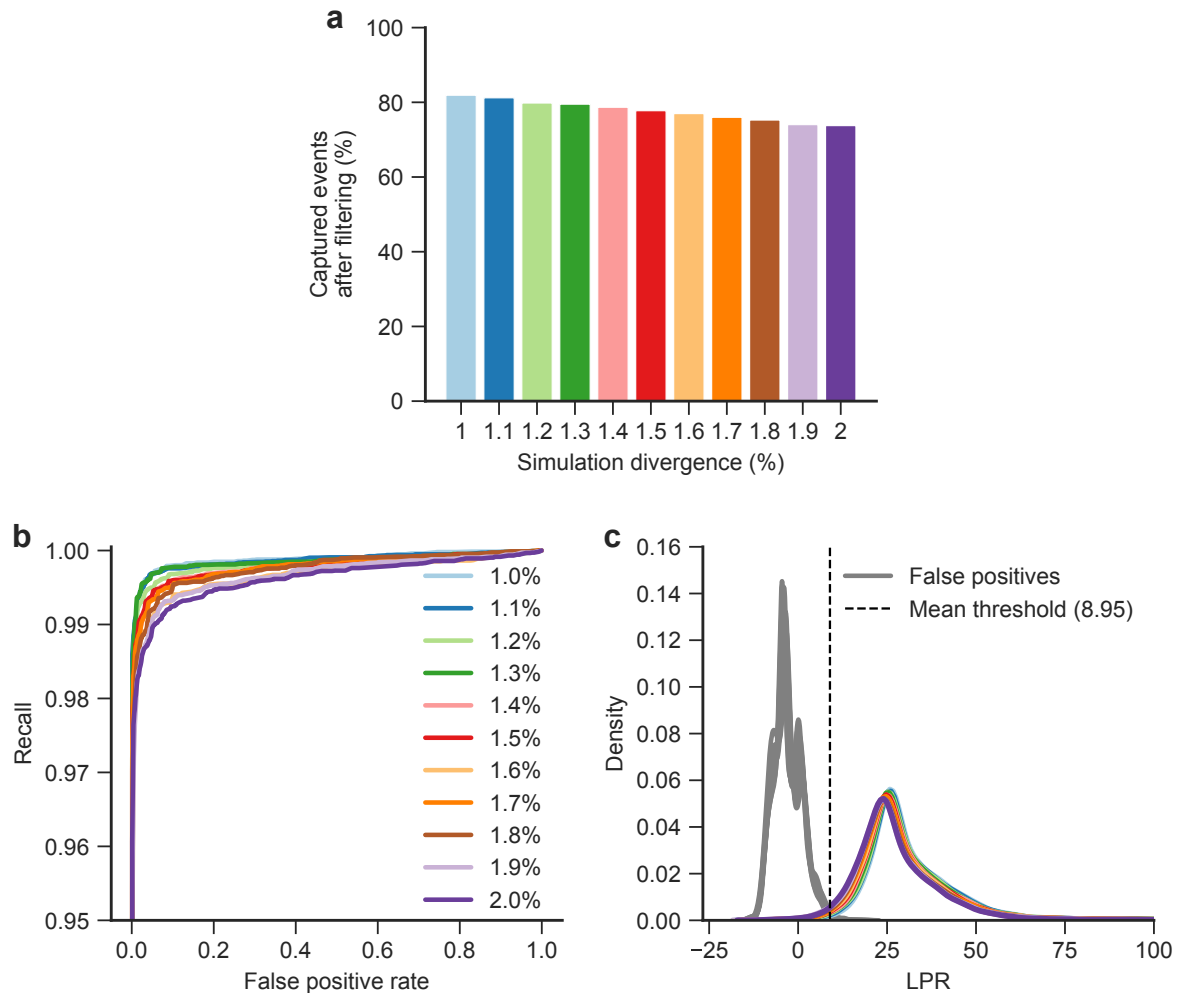 a
100
80
60
40
20
0
Captured events
after filtering (%)
1 1.1 1.2 1.3 1.4 1.5 1.6 1.7 1.8 1.9 2
Simulation divergence (%)
b
1.00
0.99
0.98
0.97
0.96
0.95
Recall
0.0 0.2 0.4 0.6 0.8 1.0
False positive rate
1.0%
1.1%
1.2%
1.3%
1.4%
1.5%
1.6%
1.7%
1.8%
1.9%
2.0%
c
0.16
0.14
0.12
0.10
0.08
0.06
0.04
0.02
0.00
Density
−25 0 25 50 75 100
LPR
False positives
Mean threshold (8.95)